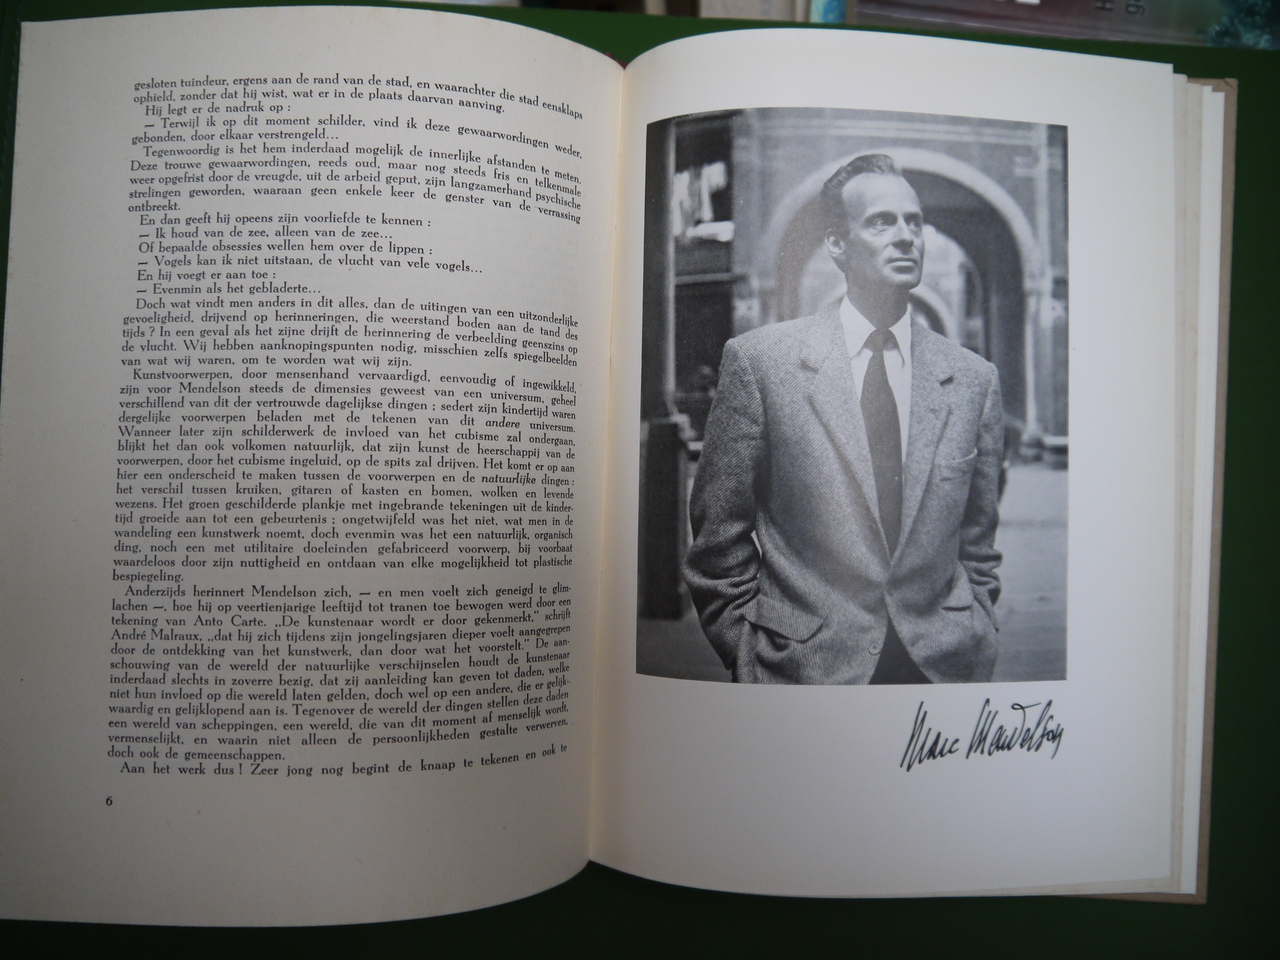 gesloten tuindeur, ergens aan de rand van de stad, en waarachter die stad eensklaps
ophield, zonder dat hij wist, wat er in de plaats daarvan aanving.
Hij legt er de nadruk op :
— Terwijl ik op dit moment schilder, vind ik deze gewaarwordingen weder,
gebonden, door elkaar verstrengeld...
Tegenwoordig is het hem inderdaad mogelijk de innerlijke afstanden te meten.
Deze trouwe gewaarwordingen, reeds oud, maar nog steeds fris en telkenmale
weer opgefrist door de vreugde, uit de arbeid geput, zijn langzamerhand psychische
strelingen geworden, waaraan geen enkele keer de genster van de verrassing
ontbreekt.
En dan geeft hij opeens zijn voorliefde te kennen :
— Ik houd van de zee, alleen van de zee...
Of bepaalde obsessies wellen hem over de lippen :
— Vogels kan ik niet uitstaan, de vlucht van vele vogels...
En hij voegt er aan toe :
— Evenmin als het gebladerte...
Doch wat vindt men anders in dit alles, dan de uitingen van een uitzonderlijke
gevoeligheid, drijvend op herinneringen, die weerstand boden aan de tand des
tijds ? In een geval als het zijne drijft de herinnering de verbeelding geenszins op
de vlucht. Wij hebben aanknopingspunten nodig, misschien zelfs spiegelbeelden
van wat wij waren, om te worden wat wij zijn.
Kunstvoorwerpen, door mensenhand vervaardigd, eenvoudig of ingewikkeld,
zijn voor Mendelson steeds de dimensies geweest van een universum, geheel
verschillend van dit der vertrouwde dagelijkse dingen ; sedert zijn kindertijd waren
dergelijke voorwerpen beladen met de tekenen van dit andere universum.
Wanneer later zijn schilderwerk de invloed van het cubisme zal ondergaan,
blijkt het dan ook volkomen natuurlijk, dat zijn kunst de heerschappij van de
voorwerpen, door het cubisme ingeluid, op de spits zal drijven. Het komt er op aan
hier een onderscheid te maken tussen de voorwerpen en de natuurlijke dingen :
het verschil tussen kruiken, gitaren of kasten en bomen, wolken en levende
wezens. Het groen geschilderde plankje met ingebrande tekeningen uit de kinder-
tijd groeide aan tot een gebeurtenis ; ongetwijfeld was het niet, wat men in de
wandeling een kunstwerk noemt, doch evenmin was het een natuurlijk, organisch
ding, noch een met utilitaire doeleinden gefabriceerd voorwerp, bij voorbaat
waardeloos door zijn nuttigheid en ontdaan van elke mogelijkheid tot plastische
bespiegeling.
Anderzijds herinnert Mendelson zich, — en men voelt zich geneigd te glim-
lachen —, hoe hij op veertienjarige leeftijd tot tranen toe bewogen werd door een
tekening van Anto Carte. „De kunstenaar wordt er door gekenmerkt," schrijft
André Malraux, „dat hij zich tijdens zijn jongelingsjaren dieper voelt aangegrepen
door de ontdekking van het kunstwerk, dan door wat het voorstelt." De aan-
schouwing van de wereld der natuurlijke verschijnselen houdt de kunstenaar
inderdaad slechts in zoverre bezig, dat zij aanleiding kan geven tot daden, welke
niet hun invloed op die wereld laten gelden, doch wel op een andere, die er gelijk-
waardig en gelijklopend aan is. Tegenover de wereld der dingen stellen deze daden
een wereld van scheppingen, een wereld, die van dit moment af menselijk wordt,
vermenselijkt, en waarin niet alleen de persoonlijkheden gestalte verwerven,
doch ook de gemeenschappen.
Aan het werk dus ! Zeer jong nog begint de knaap te tekenen en ook te
6
Marc Mendelson